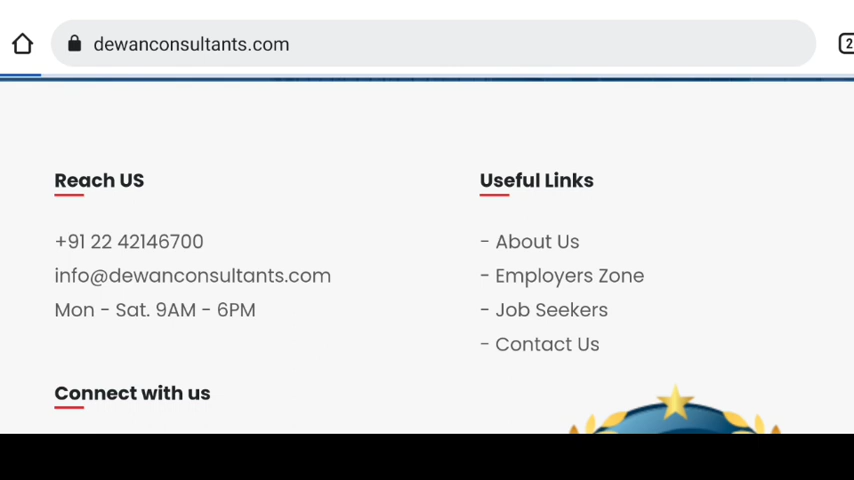 dewanconsultants.com
2
Reach US
+91 22 42146700
info@dewanconsultants.com
Mon - Sat. 9AM - 6PM
Connect with us
Useful Links
- About Us
- Employers Zone
- Job Seekers
- Contact Us